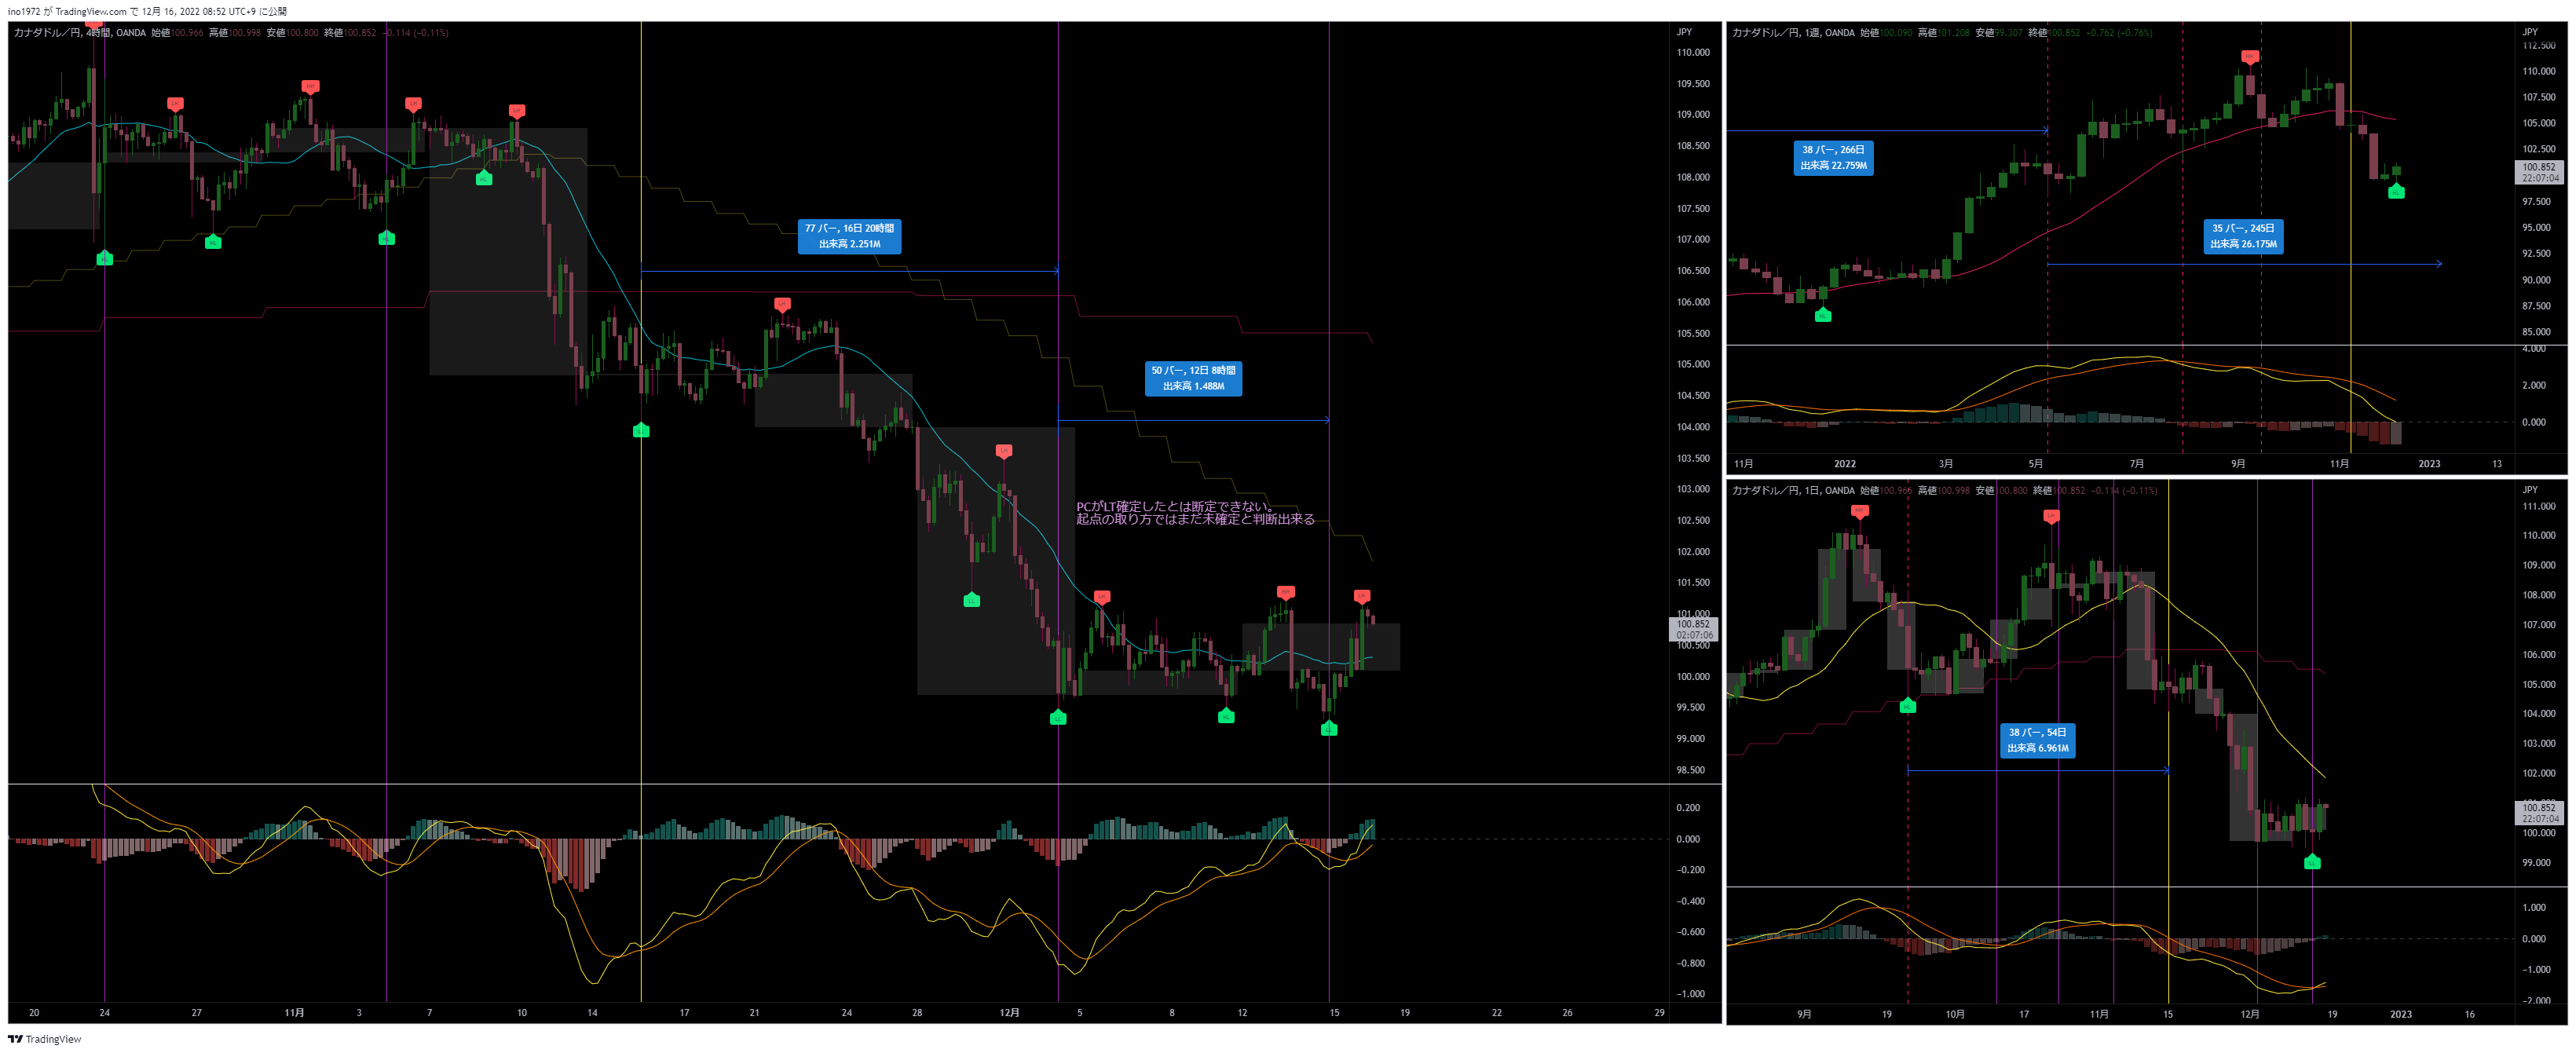 ino1972 が TradingView.com で 12月 16, 2022 08:52 UTC+9 に公開
カナダドル／円, 4時間, OANDA 始値100.966 高値100.998 安値100.800 終値100.852 −0.114 (−0.11%)
JPY
110.000
109.500
109.000
108.500
108.000
107.500
107.000
106.500
106.000
105.500
105.000
104.500
104.000
103.500
103.000
102.500
102.000
101.500
101.000
100.852
02:07:06
100.500
100.000
99.500
99.000
98.500
77 バー, 16日 20時間
出来高 2.251M
50 バー, 12日 8時間
出来高 1.488M
PCがLT確定したとは断定できない。
起点の取り方ではまだ未確定と判断出来る
0.200
0.000
−0.200
−0.400
−0.600
−0.800
−1.000
20 24 27 11月 3 7 10 14 17 21 24 28 12月 5 8 12 15 19 22 26 29
カナダドル／円, 1週, OANDA 始値100.090 高値101.208 安値99.307 終値100.852 +0.762 (+0.76%)
JPY
112.500
110.000
107.500
105.000
102.500
100.852
22:07:04
97.500
95.000
92.500
90.000
87.500
85.000
38 バー, 266日
出来高 22.759M
35 バー, 245日
出来高 26.175M
4.000
2.000
0.000
11月 2022 3月 5月 7月 9月 11月 2023 13
カナダドル／円, 1日, OANDA 始値100.966 高値100.998 安値100.800 終値100.852 −0.114 (−0.11%)
JPY
111.000
110.000
109.000
108.000
107.000
106.000
105.000
104.000
103.000
102.000
100.852
22:07:04
100.000
99.000
38 バー, 54日
出来高 6.961M
1.000
0.000
−1.000
−2.000
9月 19 10月 17 11月 15 12月 19 2023 16
TradingView